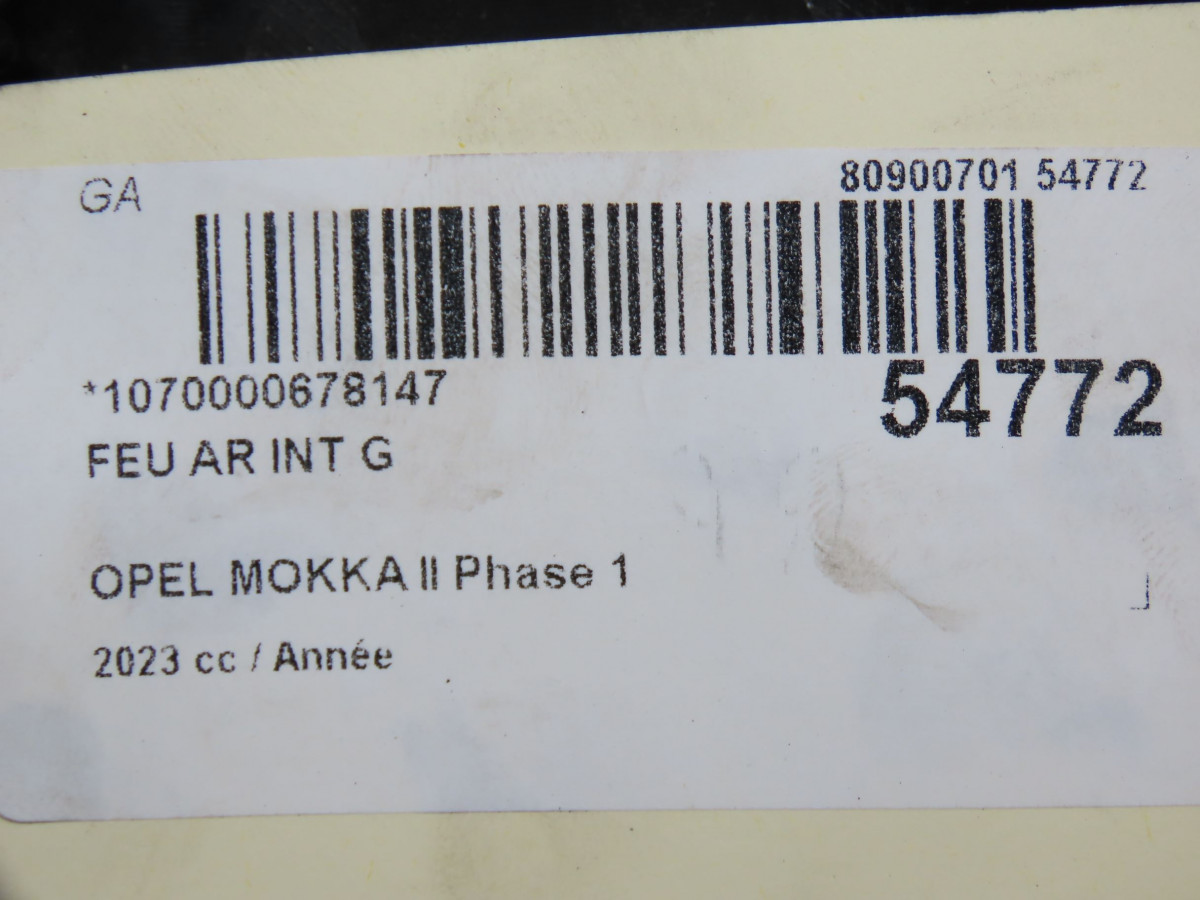 GA
80900701 54772
*1070000678147
54772
FEU AR INT G
OPEL MOKKA II Phase 1
2023 cc / Année